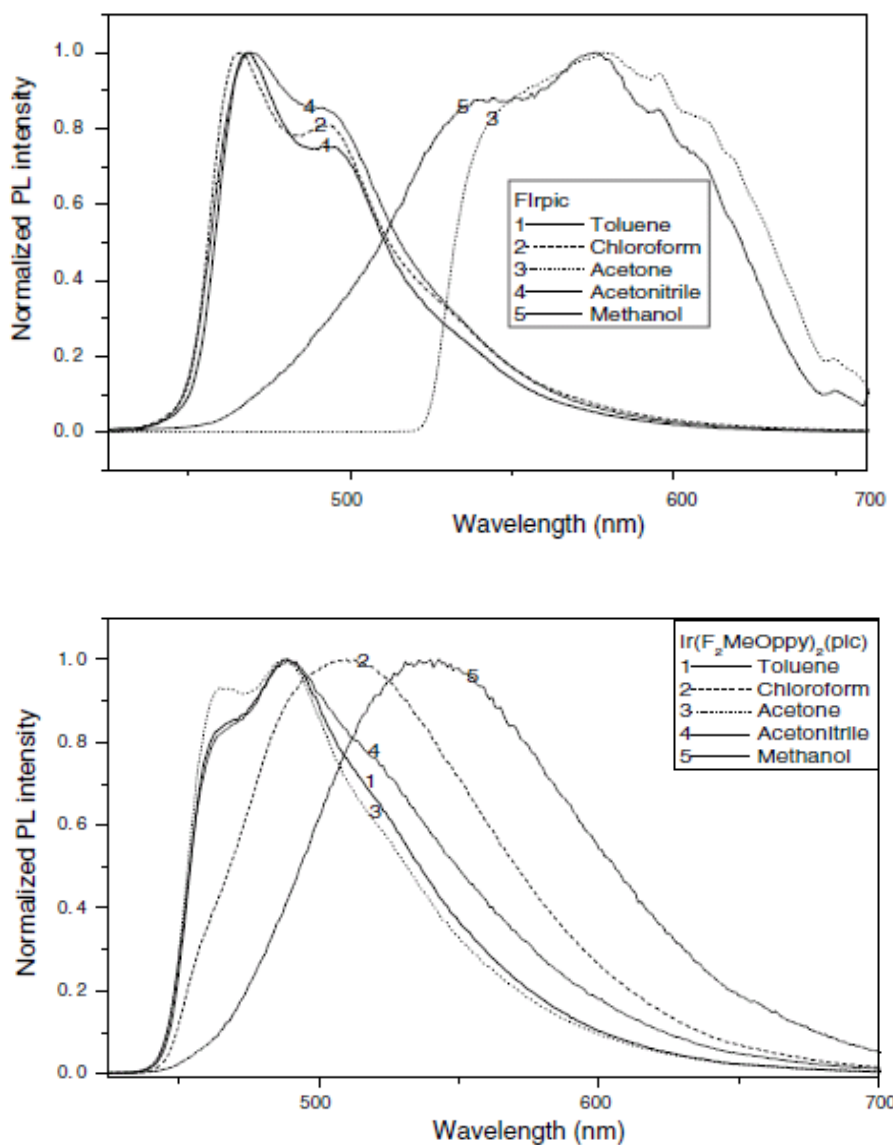 Normalized PL intensity
1.0
0.8
0.6
0.4
0.2
0.0
4
2
1
5
3
FIrpic
1 Toluene
2 Chloroform
3 Acetone
4 Acetonitrile
5 Methanol
500
600
700
Wavelength (nm)
Normalized PL intensity
1.0
0.8
0.6
0.4
0.2
0.0
2
5
4
1
3
Ir(F₂MeOppy)₂(pic)
1 Toluene
2 Chloroform
3 Acetone
4 Acetonitrile
5 Methanol
500
600
700
Wavelength (nm)